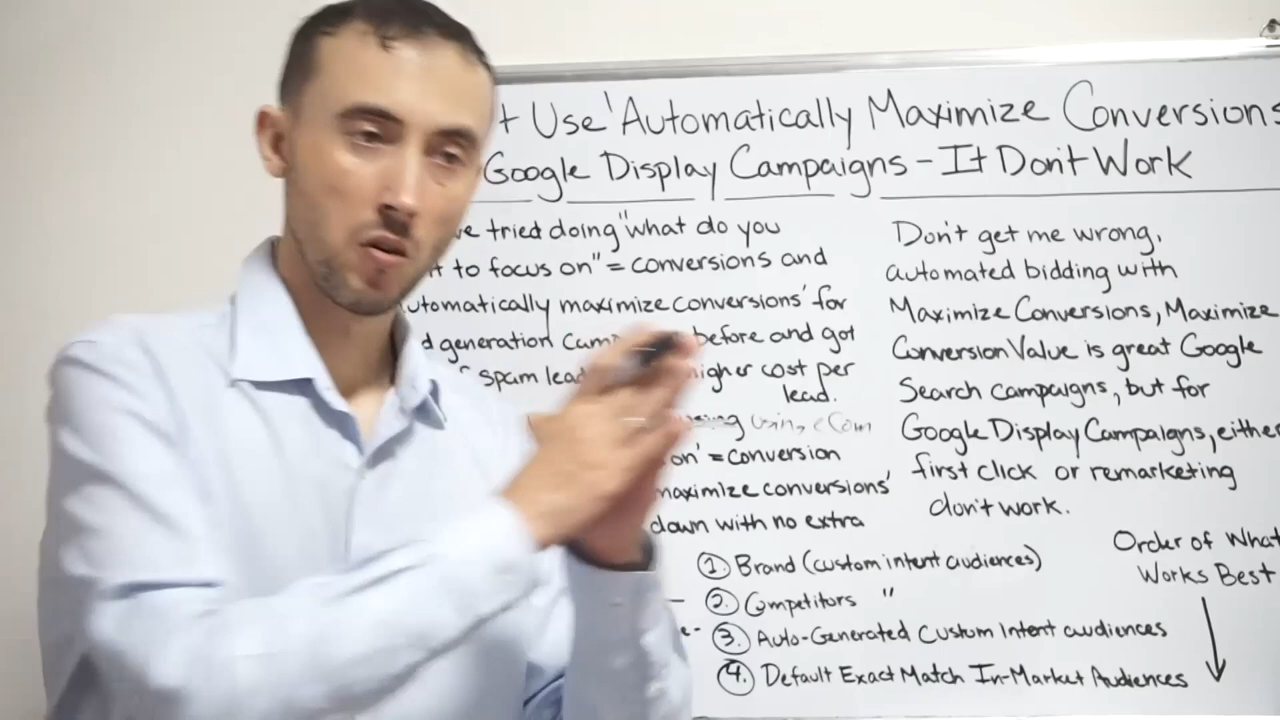 t Use 'Automatically Maximize Conversions
Google Display Campaigns - It Don't Work
ve tried doing "what do you
t to focus on" = conversions and
utomatically maximize conversions' for
d generation before and got
spam lead higher cost per
lead.
using eCom
on' = conversion
maximize conversions'
down with no extra
Don't get me wrong,
automated bidding with
Maximize Conversions, Maximize
Conversion Value is great Google
Search campaigns, but for
Google Display Campaigns, either
first click or remarketing
don't work.
Order of What
Works Best
1 Brand (custom intent audiences)
2. Competitors "
3. Auto-Generated Custom Intent audiences
4. Default Exact Match In-Market Audiences